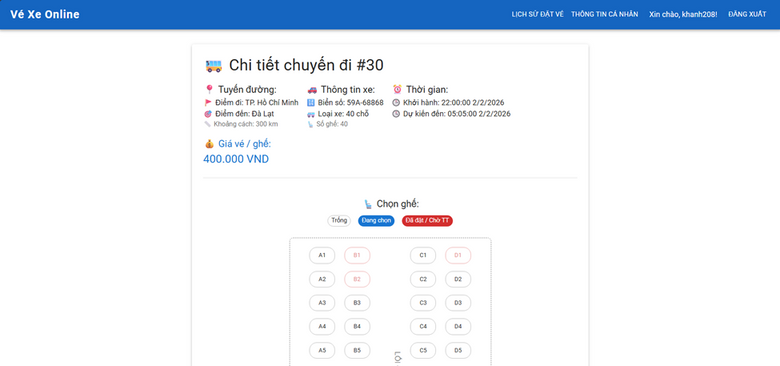 Vé Xe Online
LỊCH SỬ ĐẶT VÉ THÔNG TIN CÁ NHÂN Xin chào, khanh208! ĐĂNG XUẤT
Chi tiết chuyến đi #30
Tuyến đường:
Điểm đi: TP. Hồ Chí Minh
Điểm đến: Đà Lạt
Khoảng cách: 300 km
Thông tin xe:
Biển số: 59A-68868
Loại xe: 40 chỗ
Số ghế: 40
Thời gian:
Khởi hành: 22:00:00 2/2/2026
Dự kiến đến: 05:05:00 2/2/2026
Giá vé / ghế:
400.000 VND
Chọn ghế:
Trống Đang chọn Đã đặt / Chờ TT
A1 B1 C1 D1
A2 B2 C2 D2
A3 B3 C3 D3
A4 B4 C4 D4
A5 B5 C5 D5